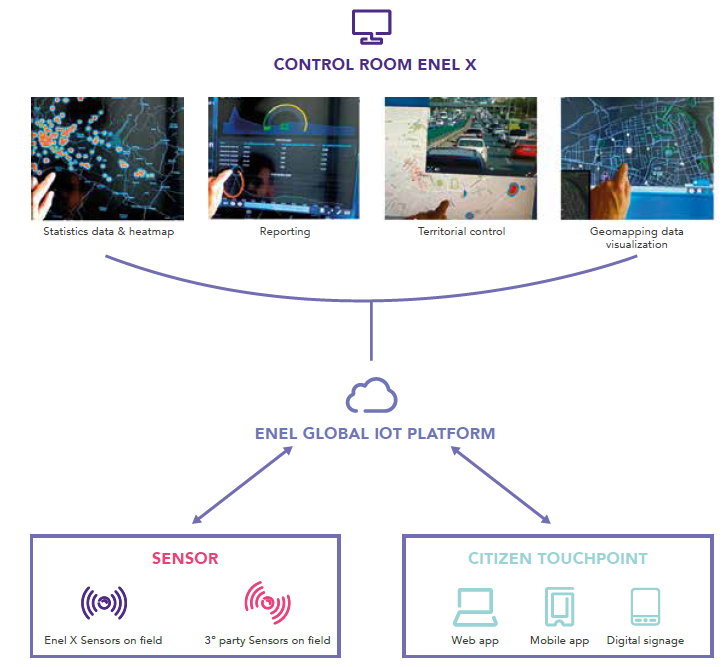 CONTROL ROOM ENEL X
Statistics data & heatmap
Reporting
Territorial control
Geomapping data
visualization
ENEL GLOBAL IOT PLATFORM
SENSOR
Enel X Sensors on field
3° party Sensors on field
CITIZEN TOUCHPOINT
Web app
Mobile app
Digital signage